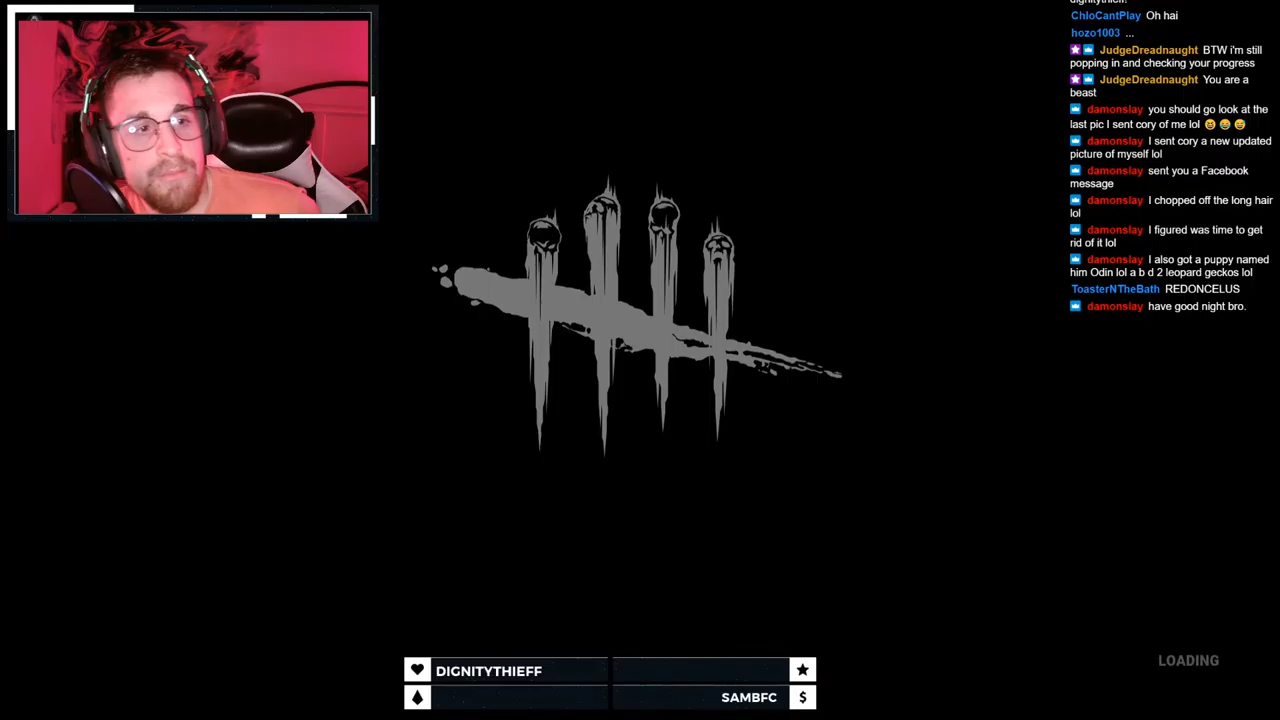 ChloCantPlay Oh hai
hozo1003 ...
JudgeDreadnaught BTW i'm still
popping in and checking your progress
JudgeDreadnaught You are a
beast
damonslay you should go look at the
last pic I sent cory of me lol
damonslay I sent cory a new updated
picture of myself lol
damonslay sent you a Facebook
message
damonslay I chopped off the long hair
lol
damonslay I figured was time to get
rid of it lol
damonslay I also got a puppy named
him Odin lol a b d 2 leopard geckos lol
ToasterNTheBath REDONCELUS
damonslay have good night bro.
LOADING
DIGNITYTHIEFF
SAMBFC $